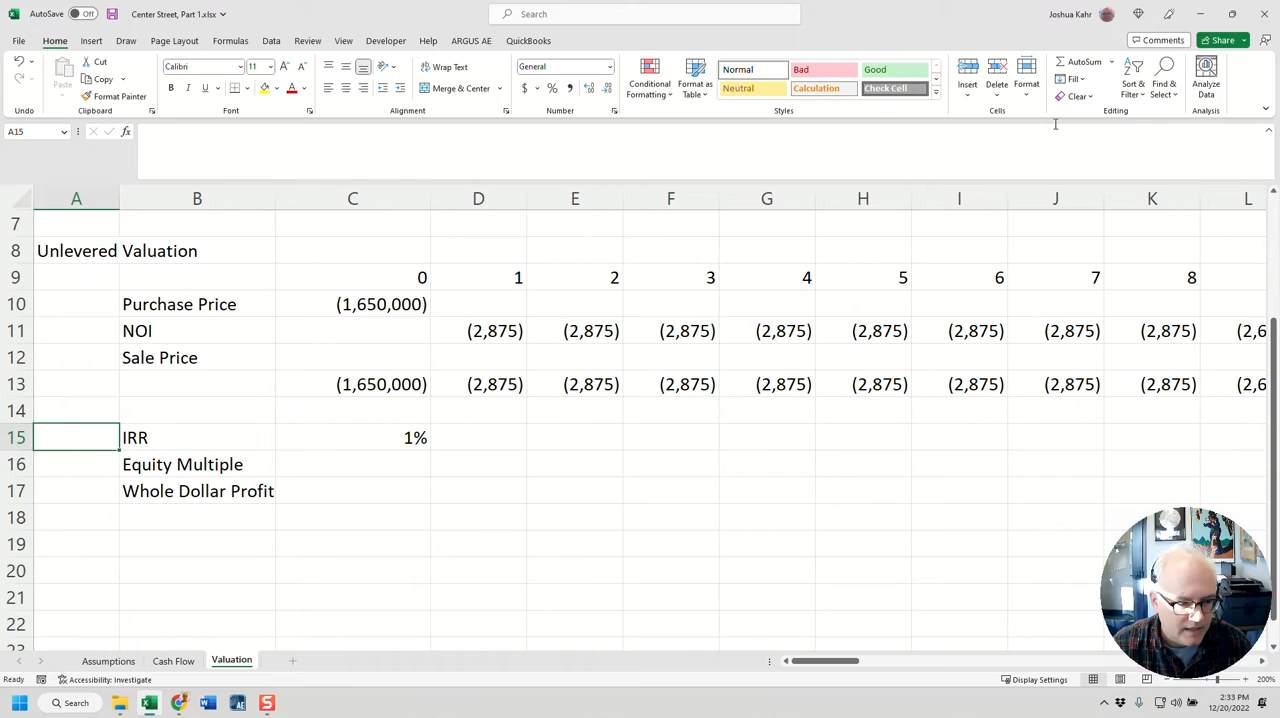 AutoSave Off Center Street, Part 1.xlsx Search Joshua Kahr
File Home Insert Draw Page Layout Formulas Data Review View Developer Help ARGUS AE QuickBooks Comments Share
Cut Calibri 11 Wrap Text General Normal Bad Good AutoSum
Paste Copy Conditional Formatting Format as Table Insert Delete Format Fill Sort & Filter Find & Select Analyze Data
Format Painter B I U Merge & Center $ % Neutral Calculation Check Cell Clear
Undo Clipboard Font Alignment Number Styles Cells Editing Analysis
A15 fx
A B C D E F G H I J K L
7
8 Unlevered Valuation
9 0 1 2 3 4 5 6 7 8
10 Purchase Price (1,650,000)
11 NOI (2,875) (2,875) (2,875) (2,875) (2,875) (2,875) (2,875) (2,875) (2,6
12 Sale Price
13 (1,650,000) (2,875) (2,875) (2,875) (2,875) (2,875) (2,875) (2,875) (2,875) (2,6
14
15 IRR 1%
16 Equity Multiple
17 Whole Dollar Profit
18
19
20
21
22
Assumptions Cash Flow Valuation
Ready Accessibility: Investigate Display Settings 200%
Search 2:33 PM
12/20/2022